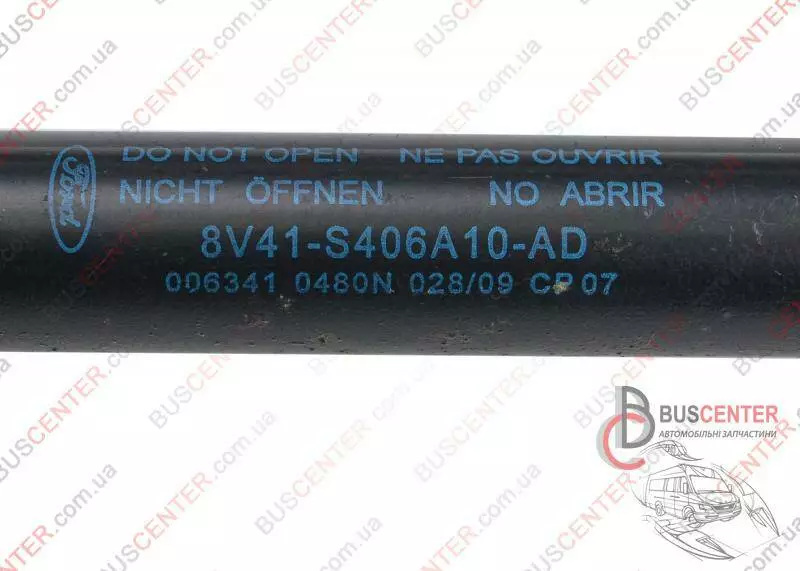 DO NOT OPEN NE PAS OUVRIR
NICHT ÖFFNEN NO ABRIR
Ford
8V41-S406A10-AD
006341 0480N 028/09 CP 07
BUSCENTER
АВТОМОБІЛЬНІ ЗАПЧАСТИНИ
BUSCENTER.com.ua